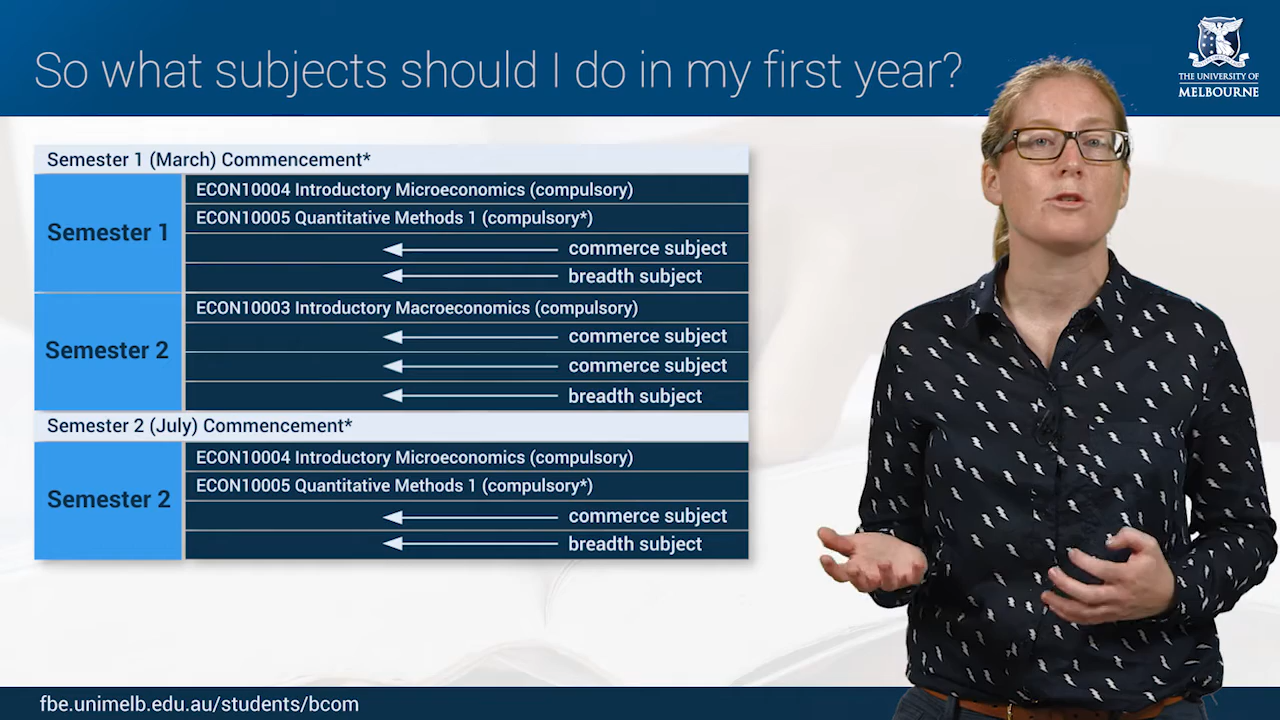 So what subjects should I do in my first year?
THE UNIVERSITY OF
MELBOURNE
Semester 1 (March) Commencement*
Semester 1
ECON10004 Introductory Microeconomics (compulsory)
ECON10005 Quantitative Methods 1 (compulsory*)
commerce subject
breadth subject
Semester 2
ECON10003 Introductory Macroeconomics (compulsory)
commerce subject
commerce subject
breadth subject
Semester 2 (July) Commencement*
Semester 2
ECON10004 Introductory Microeconomics (compulsory)
ECON10005 Quantitative Methods 1 (compulsory*)
commerce subject
breadth subject
fbe.unimelb.edu.au/students/bcom